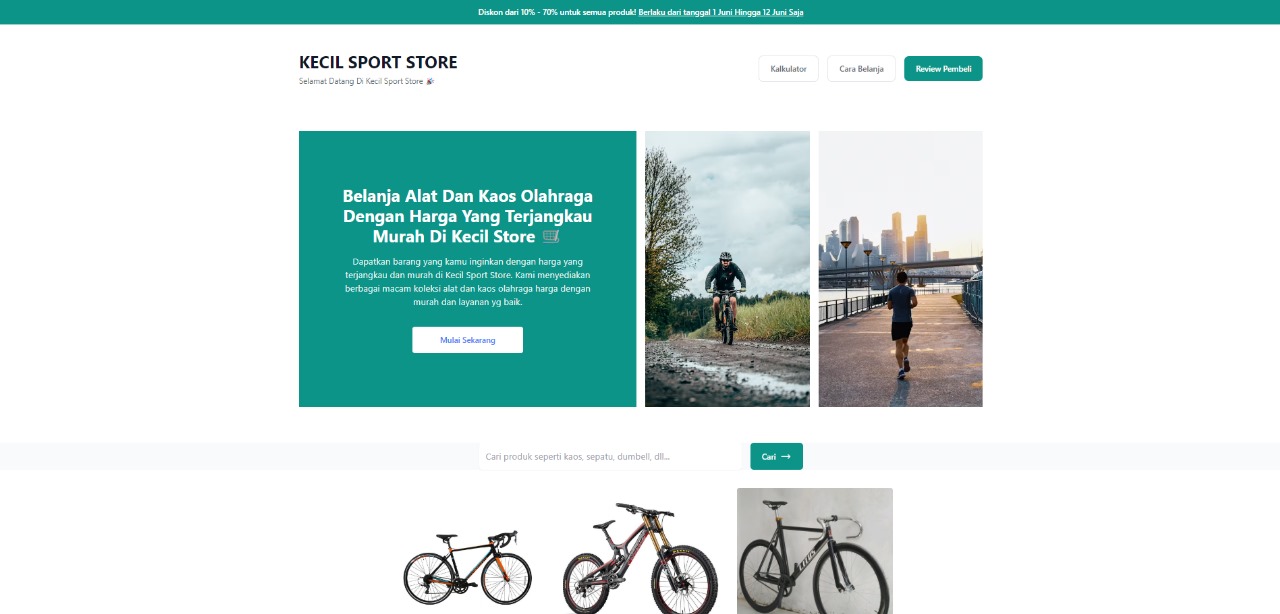 Diskon dari 10% - 70% untuk semua produk! Berlaku dari tanggal 1 Juni Hingga 12 Juni Saja
KECIL SPORT STORE
Selamat Datang Di Kecil Sport Store 🎉
Kalkulator
Cara Belanja
Review Pembeli
Belanja Alat Dan Kaos Olahraga
Dengan Harga Yang Terjangkau
Murah Di Kecil Store 🛒
Dapatkan barang yang kamu inginkan dengan harga yang
terjangkau dan murah di Kecil Sport Store. Kami menyediakan
berbagai macam koleksi alat dan kaos olahraga harga dengan
murah dan layanan yg baik.
Mulai Sekarang
Cari produk seperti kaos, sepatu, dumbell, dll...
Cari →